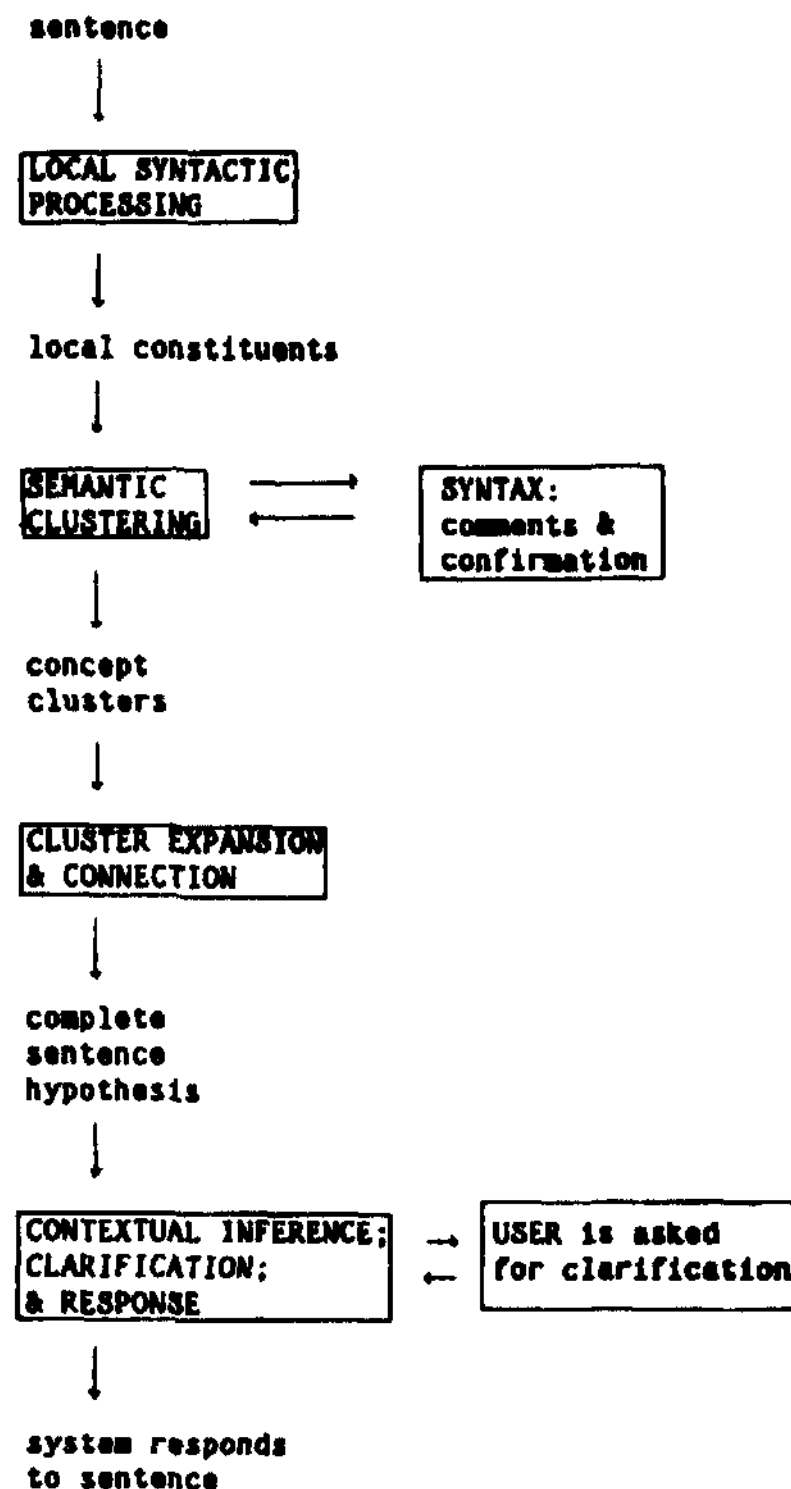 sentence
LOCAL SYNTACTIC
PROCESSING
local constituents
SEMANTIC
CLUSTERING
SYNTAX:
comments &
confirmation
concept
clusters
CLUSTER EXPANSION
& CONNECTION
complete
sentence
hypothesis
CONTEXTUAL INFERENCE;
CLARIFICATION;
& RESPONSE
USER is asked
for clarification
system responds
to sentence